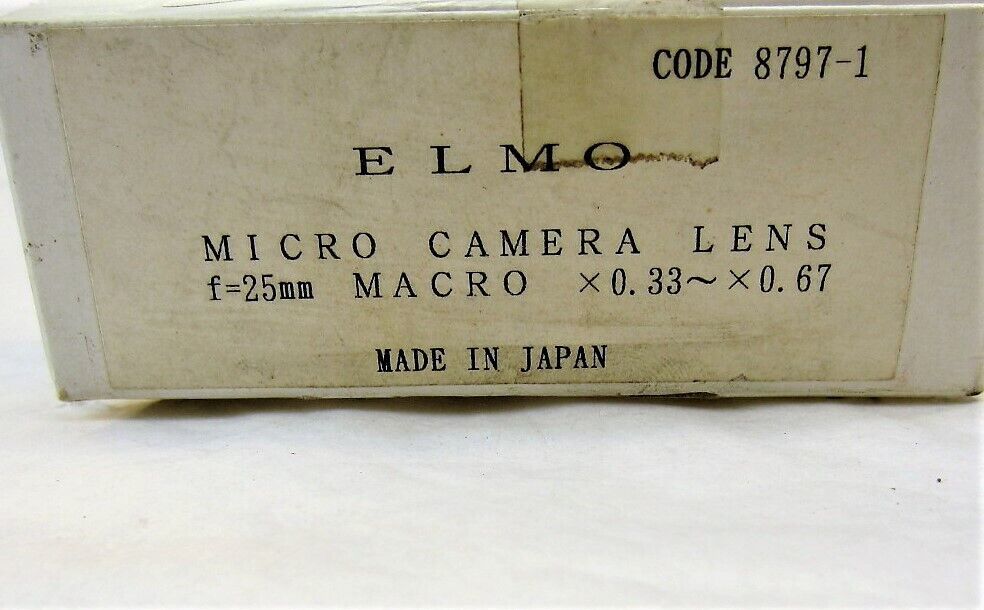 CODE 8797-1
ELMO
MICRO CAMERA LENS
f=25mm MACRO ×0.33~×0.67
MADE IN JAPAN